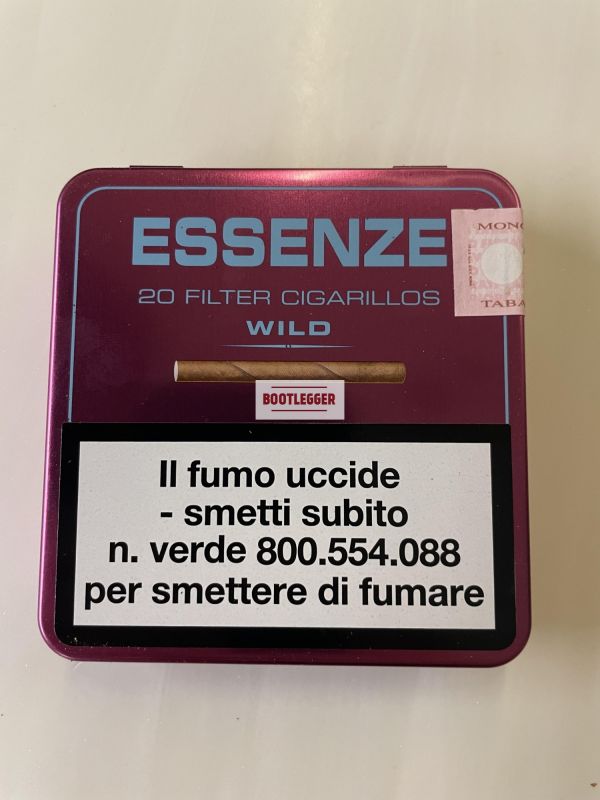 ESSENZE
20 FILTER CIGARILLOS
WILD
BOOTLEGGER
Il fumo uccide
- smetti subito
n. verde 800.554.088
per smettere di fumare